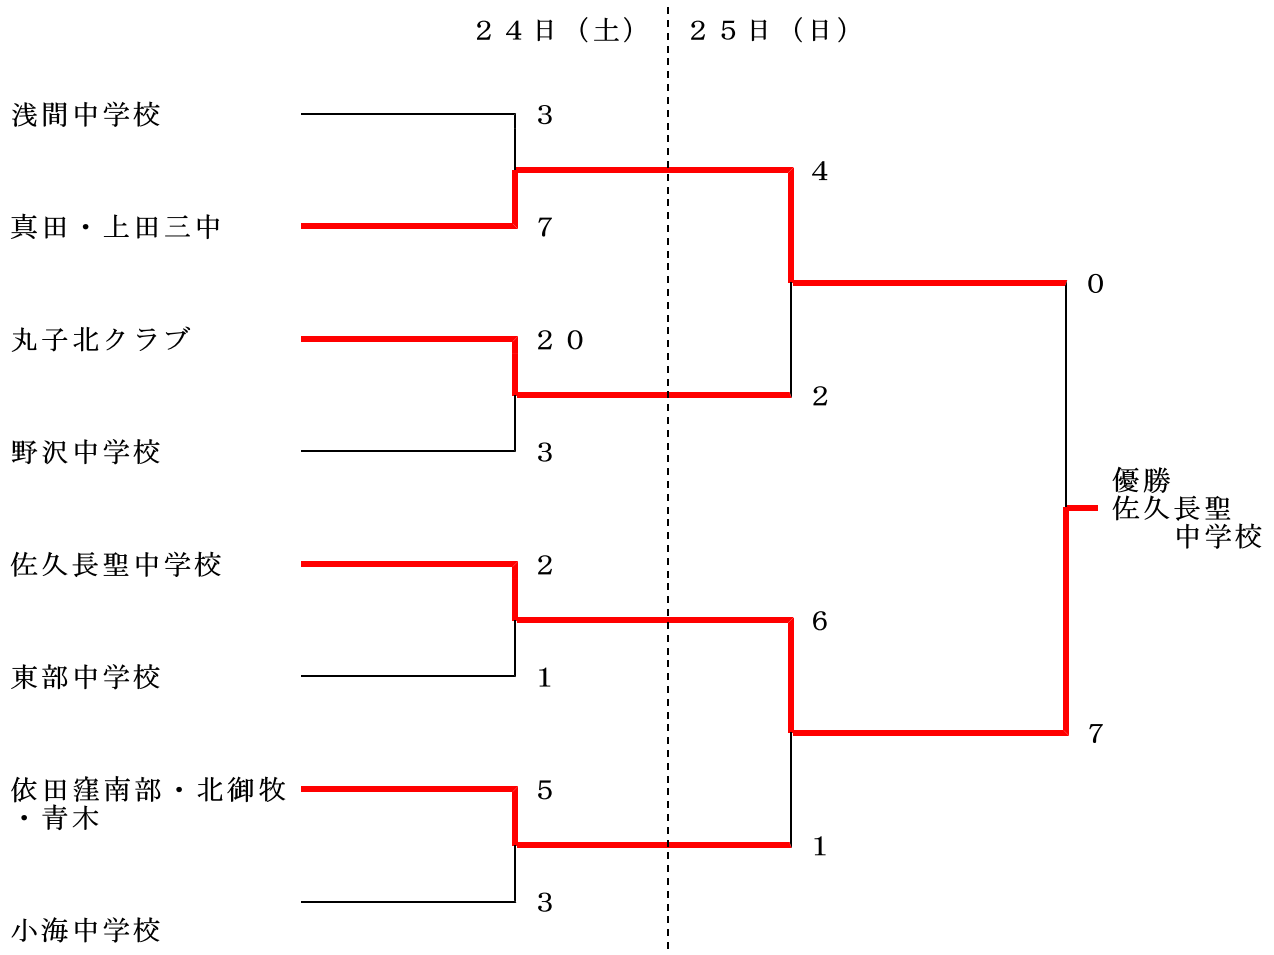 ２４日（土）
２５日（日）
浅間中学校
３
４
真田・上田三中
７
０
丸子北クラブ
２０
２
野沢中学校
３
優勝
佐久長聖
中学校
佐久長聖中学校
２
６
東部中学校
１
７
依田窪南部・北御牧
・青木
５
１
小海中学校
３